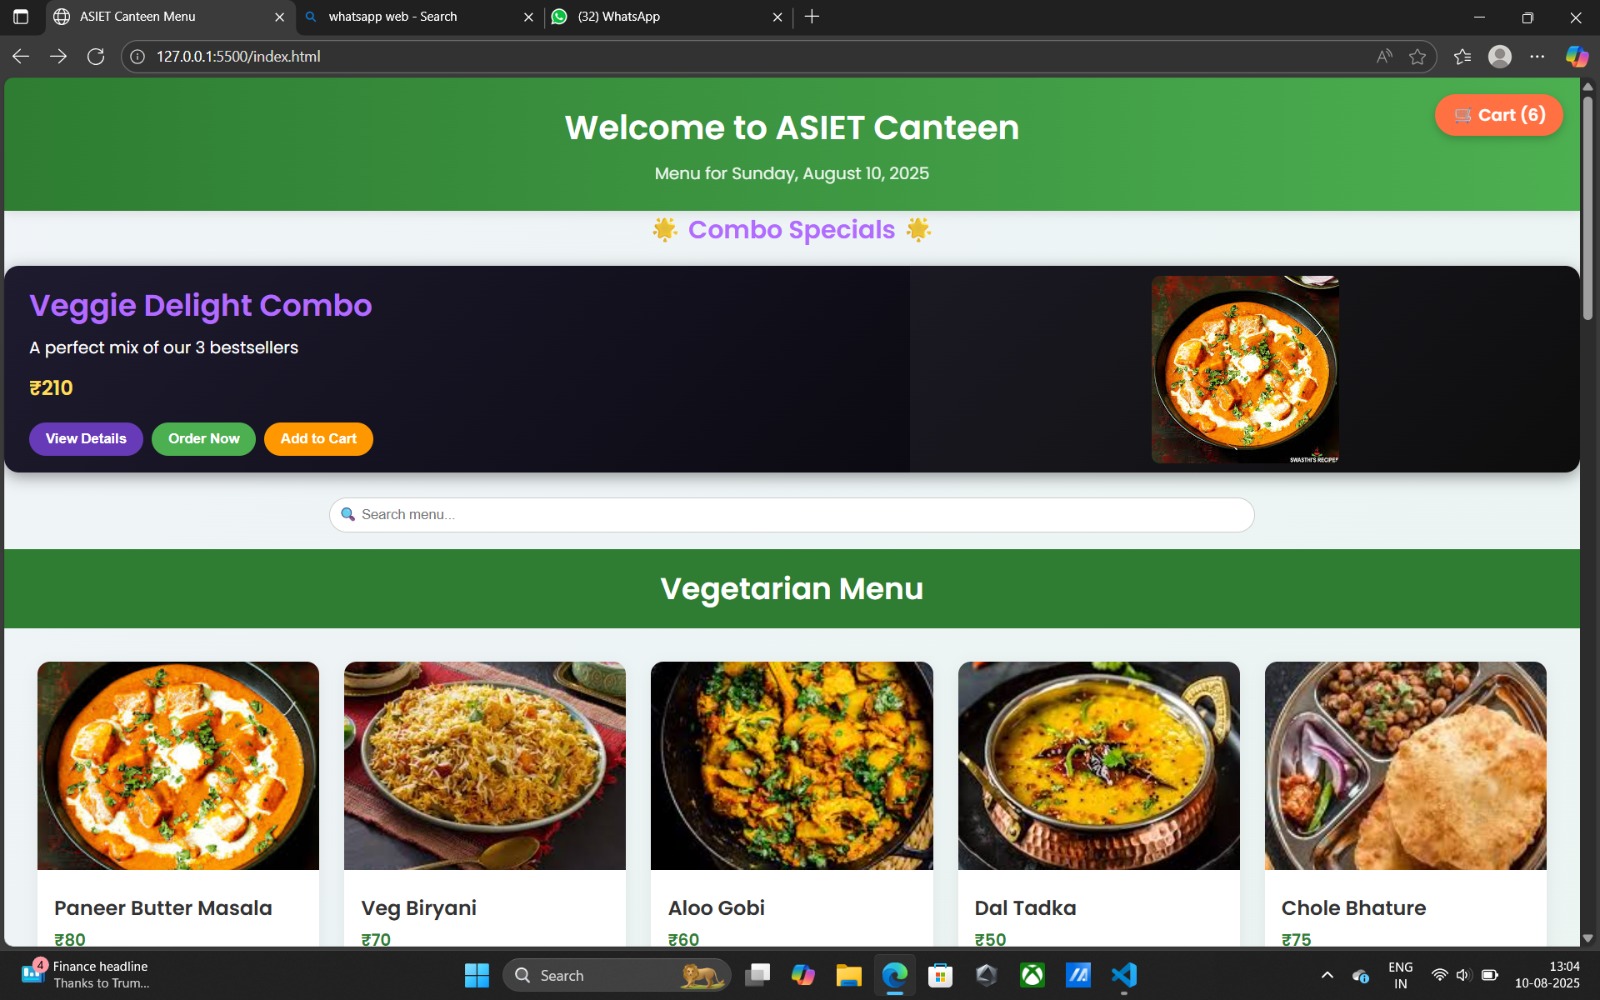 ASIET Canteen Menu
whatsapp web - Search
(32) WhatsApp
127.0.0.1:5500/index.html
Welcome to ASIET Canteen
Cart (6)
Menu for Sunday, August 10, 2025
Combo Specials
Veggie Delight Combo
A perfect mix of our 3 bestsellers
₹210
View Details
Order Now
Add to Cart
SWASTHI'S RECIPES
Search menu...
Vegetarian Menu
Paneer Butter Masala
Veg Biryani
Aloo Gobi
Dal Tadka
Chole Bhature
₹80
₹70
₹60
₹50
₹75
4
Finance headline
Thanks to Trum...
Search
ENG
IN
13:04
10-08-2025